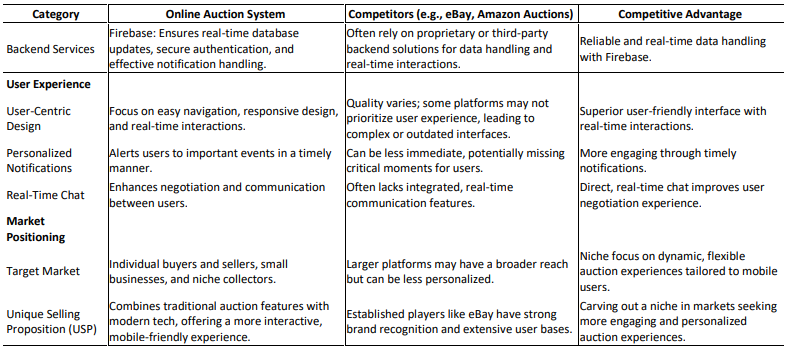 Category Online Auction System Competitors (e.g., eBay, Amazon Auctions) Competitive Advantage
Backend Services
Firebase: Ensures real-time database
updates, secure authentication, and
effective notification handling.
Often rely on proprietary or third-party
backend solutions for data handling and
real-time interactions.
Reliable and real-time data handling
with Firebase.
User Experience
User-Centric
Design
Focus on easy navigation, responsive design,
and real-time interactions.
Quality varies; some platforms may not
prioritize user experience, leading to
complex or outdated interfaces.
Superior user-friendly interface with
real-time interactions.
Personalized
Notifications
Alerts users to important events in a timely
manner.
Can be less immediate, potentially missing
critical moments for users.
More engaging through timely
notifications.
Real-Time Chat
Enhances negotiation and communication
between users.
Often lacks integrated, real-time
communication features.
Direct, real-time chat improves user
negotiation experience.
Market
Positioning
Target Market
Individual buyers and sellers, small
businesses, and niche collectors.
Larger platforms may have a broader reach
but can be less personalized.
Niche focus on dynamic, flexible
auction experiences tailored to mobile
users.
Unique Selling
Proposition (USP)
Combines traditional auction features with
modern tech, offering a more interactive,
mobile-friendly experience.
Established players like eBay have strong
brand recognition and extensive user bases.
Carving out a niche in markets seeking
more engaging and personalized
auction experiences.